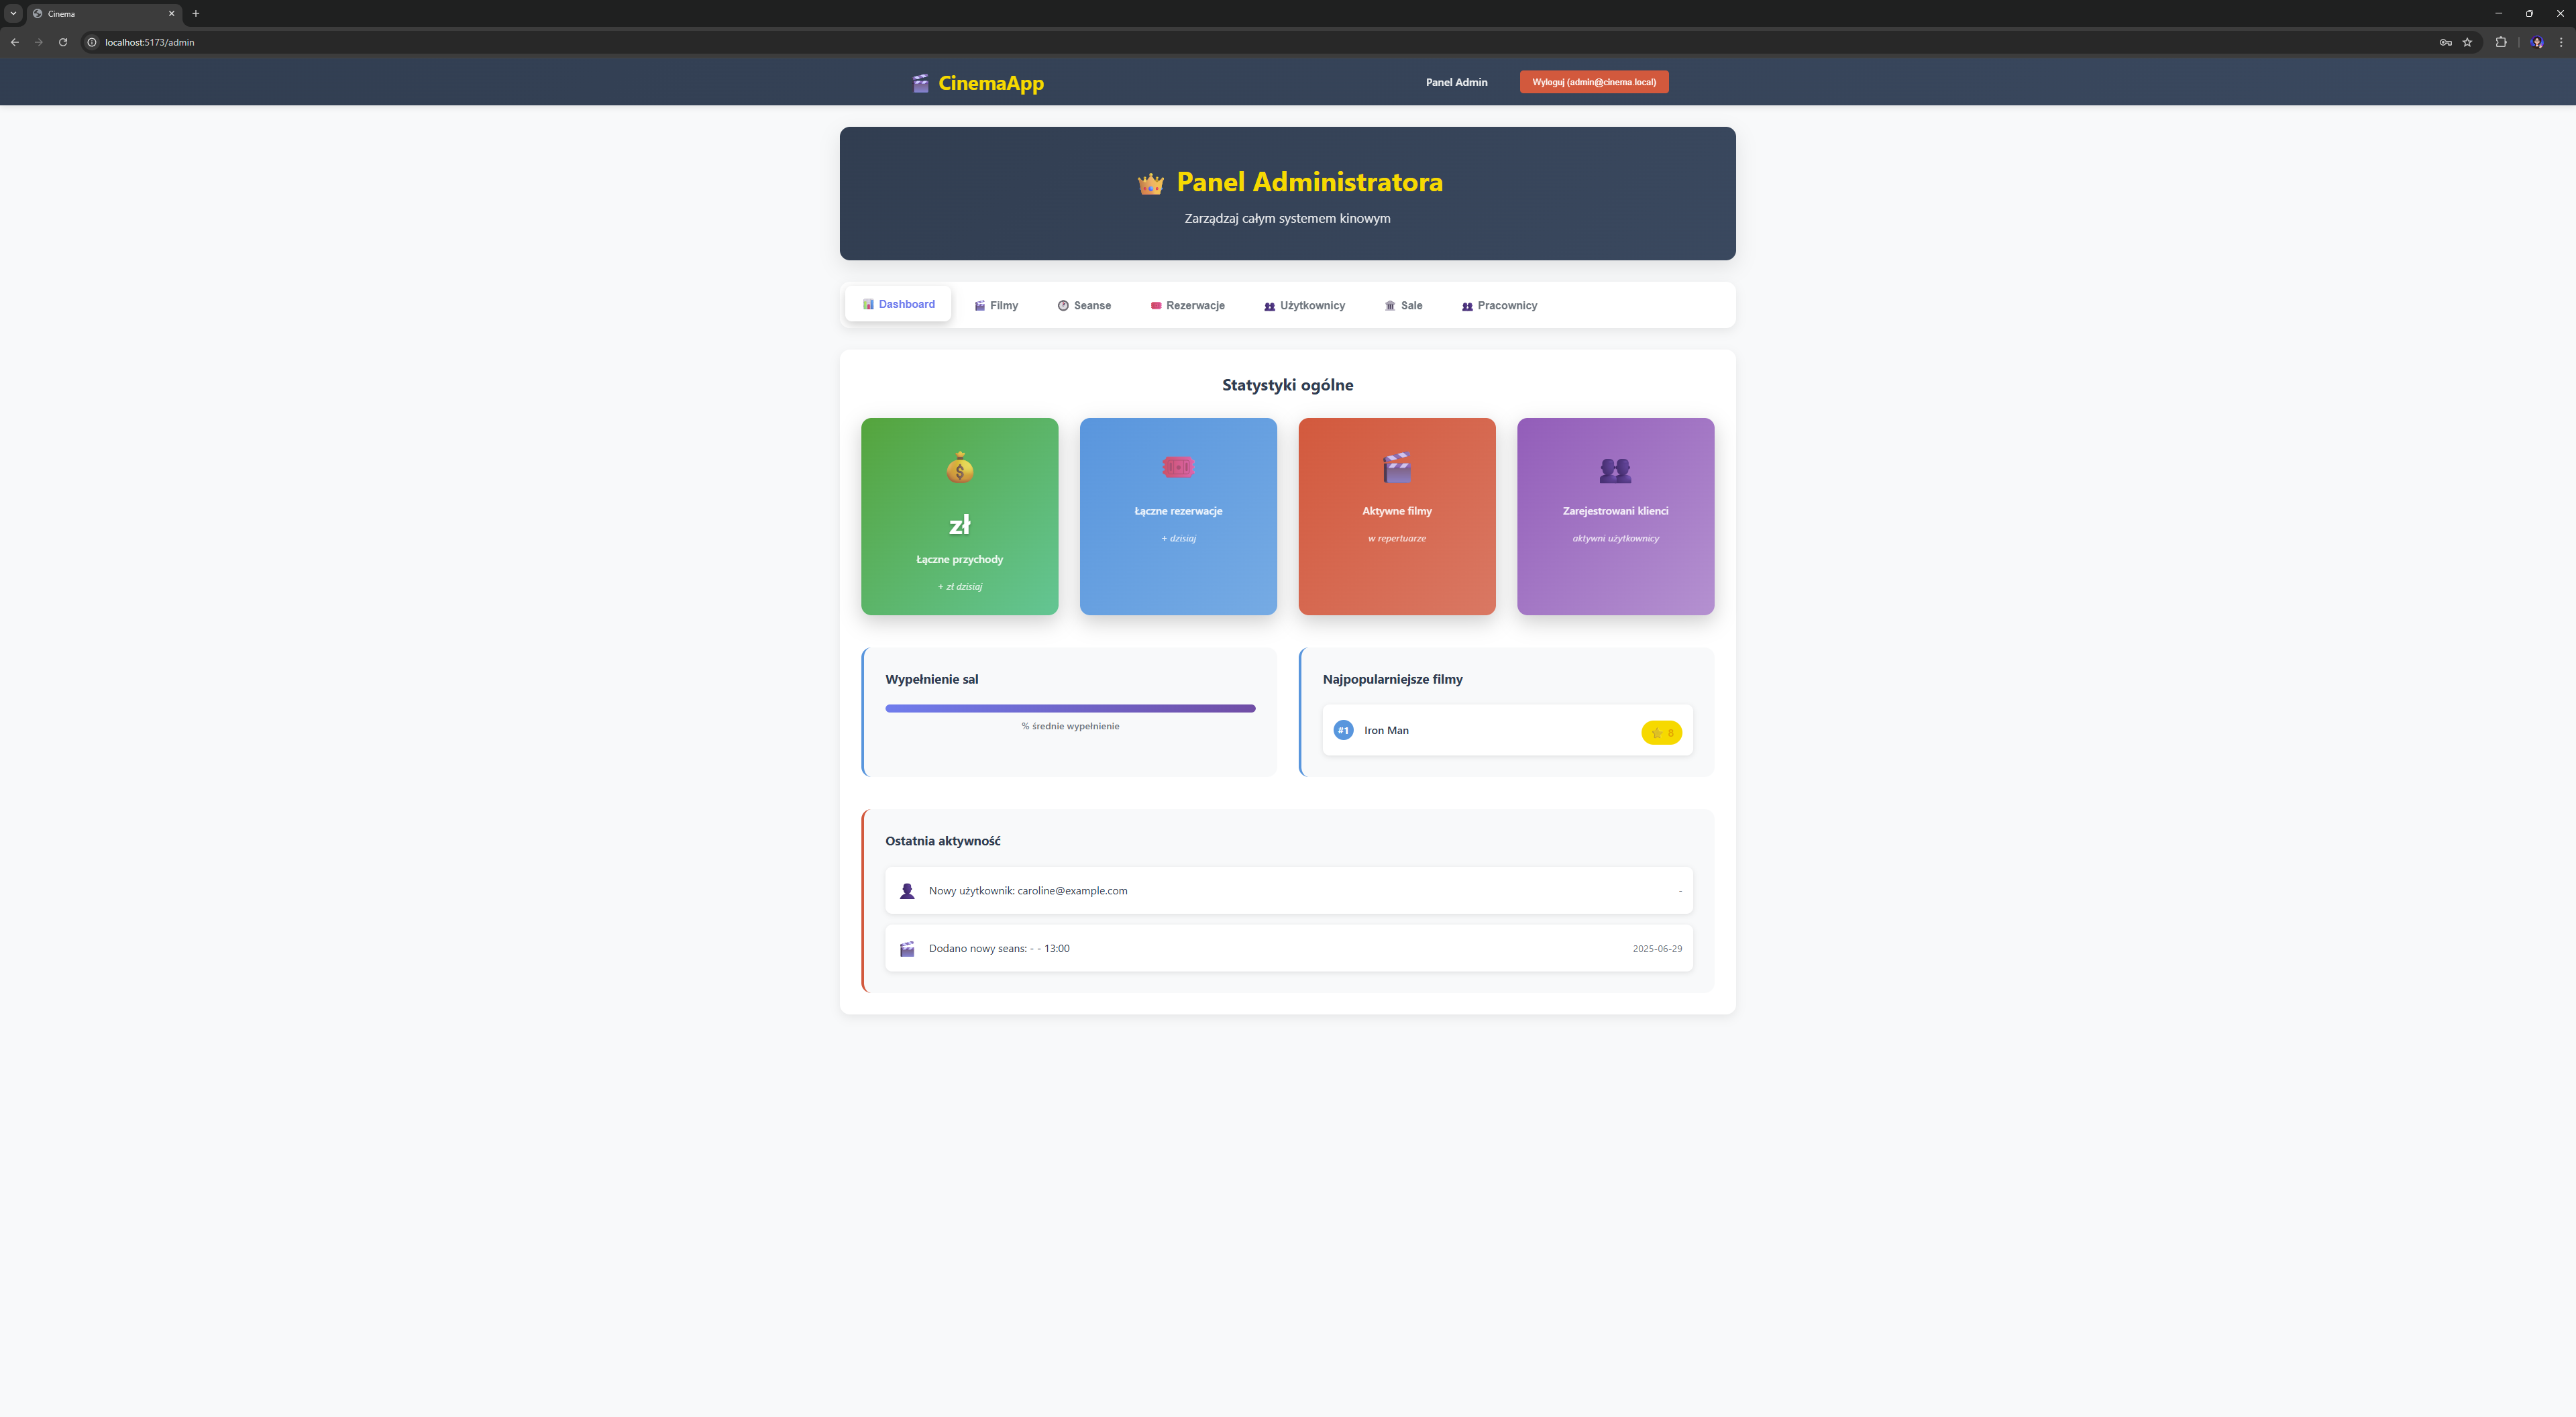 Cinema
localhost:5173/admin
CinemaApp
Panel Admin
Wyloguj (admin@cinema.local)
Panel Administratora
Zarządzaj całym systemem kinowym
Dashboard
Filmy
Seanse
Rezerwacje
Użytkownicy
Sale
Pracownicy
Statystyki ogólne
zł
Łączne przychody
+ zł dzisiaj
Łączne rezerwacje
+ dzisiaj
Aktywne filmy
w repertuarze
Zarejestrowani klienci
aktywni użytkownicy
Wypełnienie sal
% średnie wypełnienie
Najpopularniejsze filmy
#1 Iron Man 8
Ostatnia aktywność
Nowy użytkownik: caroline@example.com -
Dodano nowy seans: - - 13:00 2025-06-29